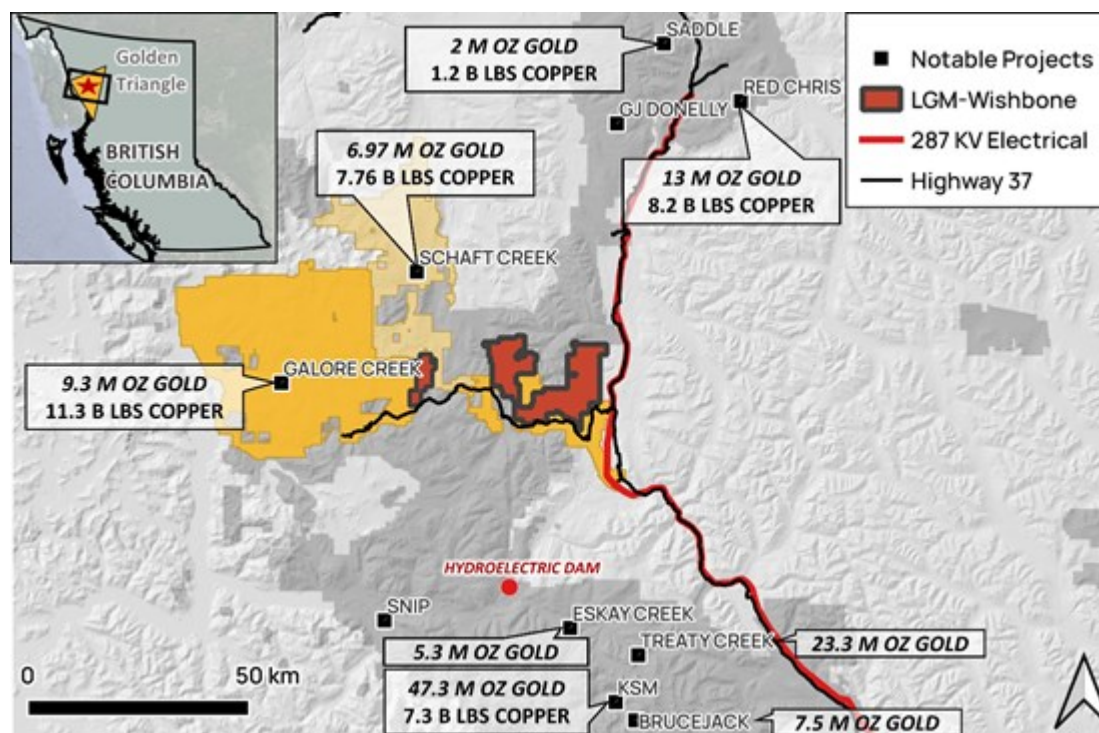 Golden
Triangle
BRITISH
COLUMBIA
2 M OZ GOLD
1.2 B LBS COPPER
SADDLE
GJ DONELLY
RED CHRIS
13 M OZ GOLD
8.2 B LBS COPPER
Notable Projects
LGM-Wishbone
287 KV Electrical
Highway 37
6.97 M OZ GOLD
7.76 B LBS COPPER
SCHAFT CREEK
GALORE CREEK
9.3 M OZ GOLD
11.3 B LBS COPPER
HYDROELECTRIC DAM
SNIP
ESKAY CREEK
5.3 M OZ GOLD
TREATY CREEK
23.3 M OZ GOLD
47.3 M OZ GOLD
7.3 B LBS COPPER
KSM
BRUCEJACK
7.5 M OZ GOLD
0 50 km